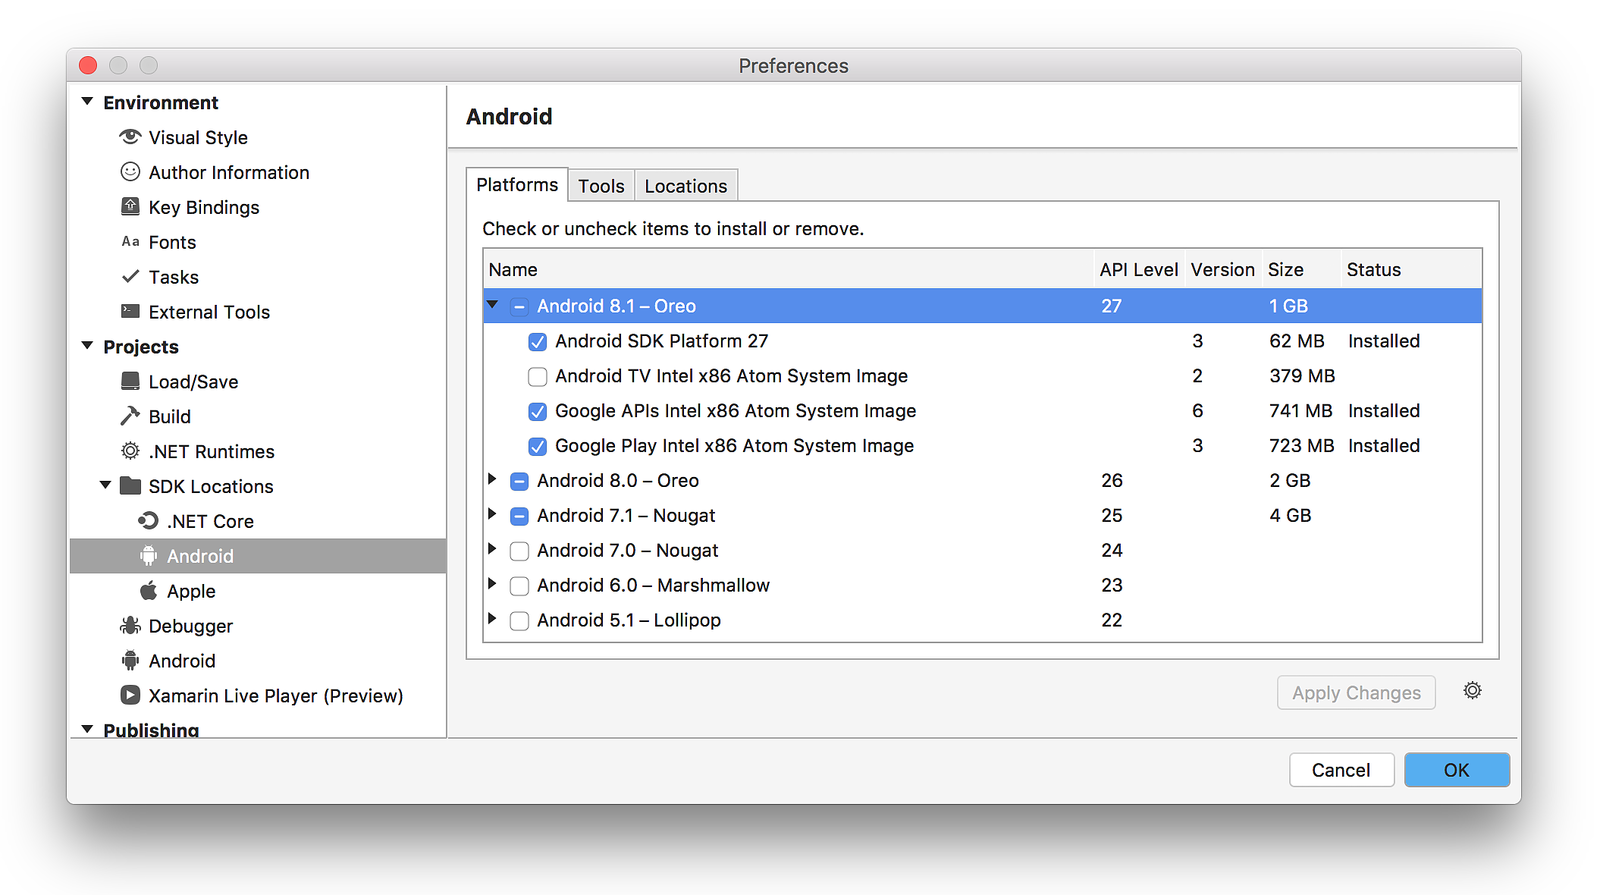 Preferences
Environment
Visual Style
Author Information
Key Bindings
Aa Fonts
Tasks
External Tools
Projects
Load/Save
Build
.NET Runtimes
SDK Locations
.NET Core
Android
Apple
Debugger
Android
Xamarin Live Player (Preview)
Publishing
Android
Platforms Tools Locations
Check or uncheck items to install or remove.
Name API Level Version Size Status
Android 8.1 – Oreo 27 1 GB
Android SDK Platform 27 3 62 MB Installed
Android TV Intel x86 Atom System Image 2 379 MB
Google APIs Intel x86 Atom System Image 6 741 MB Installed
Google Play Intel x86 Atom System Image 3 723 MB Installed
Android 8.0 – Oreo 26 2 GB
Android 7.1 – Nougat 25 4 GB
Android 7.0 – Nougat 24
Android 6.0 – Marshmallow 23
Android 5.1 – Lollipop 22
Apply Changes
Cancel OK